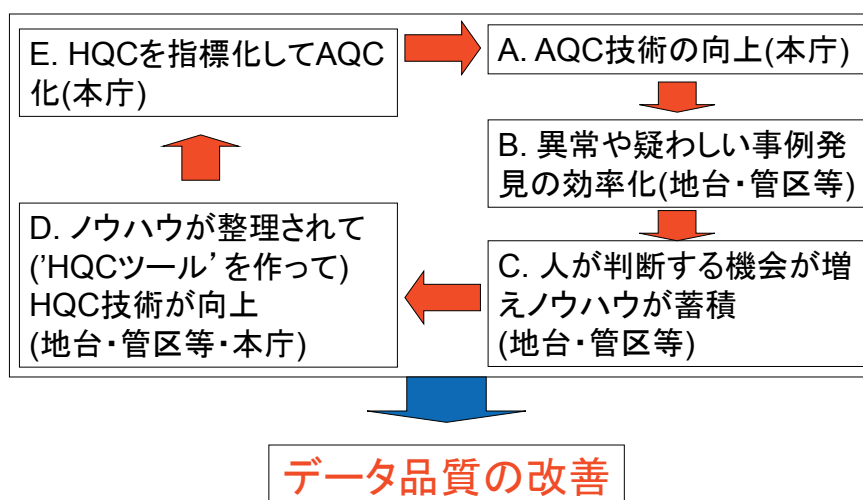 E. HQCを指標化してAQC
化(本庁)
A. AQC技術の向上(本庁)
B. 異常や疑わしい事例発
見の効率化(地台・管区等)
C. 人が判断する機会が増
えノウハウが蓄積
(地台・管区等)
D. ノウハウが整理されて
('HQCツール’を作って)
HQC技術が向上
(地台・管区等・本庁)
データ品質の改善